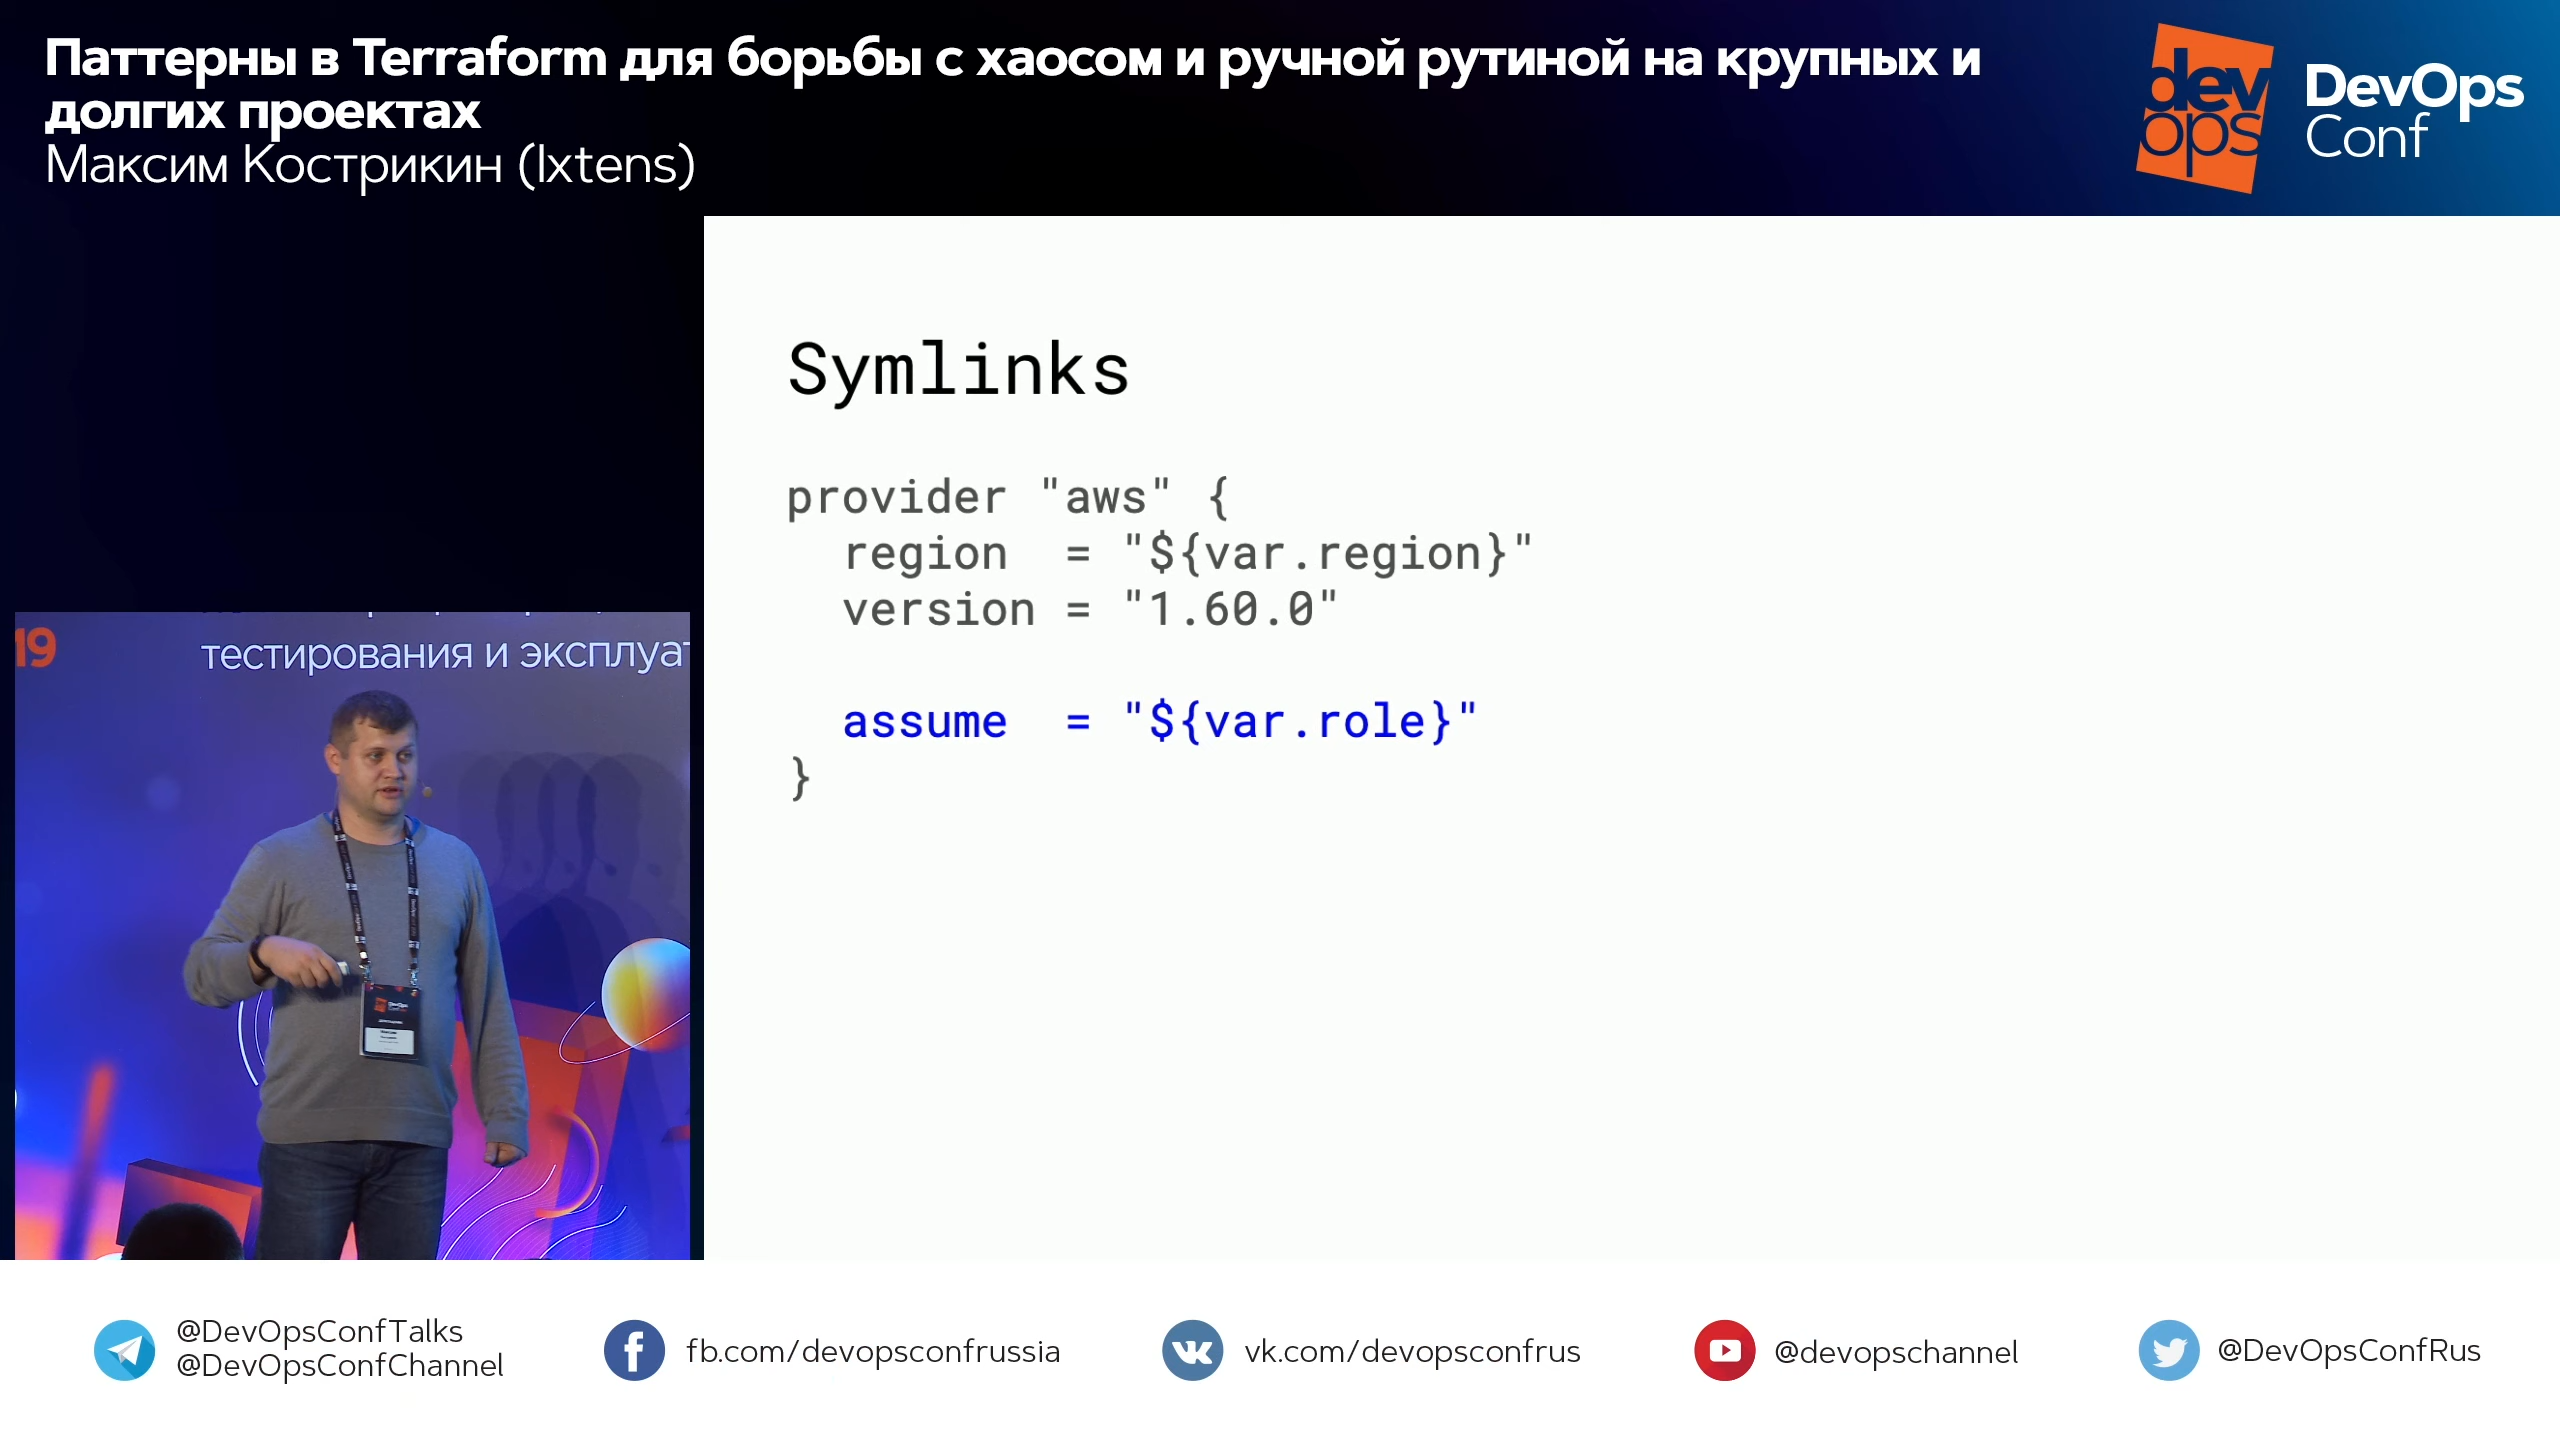 Паттерны в Terraform для борьбы с хаосом и ручной рутиной на крупных и
долгих проектах
Максим Кострикин (Ixtens)
dev
ops
DevOps
Conf
Symlinks
provider "aws" {
region = "${var.region}"
version = "1.60.0"
assume = "${var.role}"
}
19
тестирования и эксплуат
@DevOpsConfTalks
@DevOpsConfChannel
fb.com/devopsconfrussia
vk.com/devopsconfrus
@devopschannel
@DevOpsConfRus